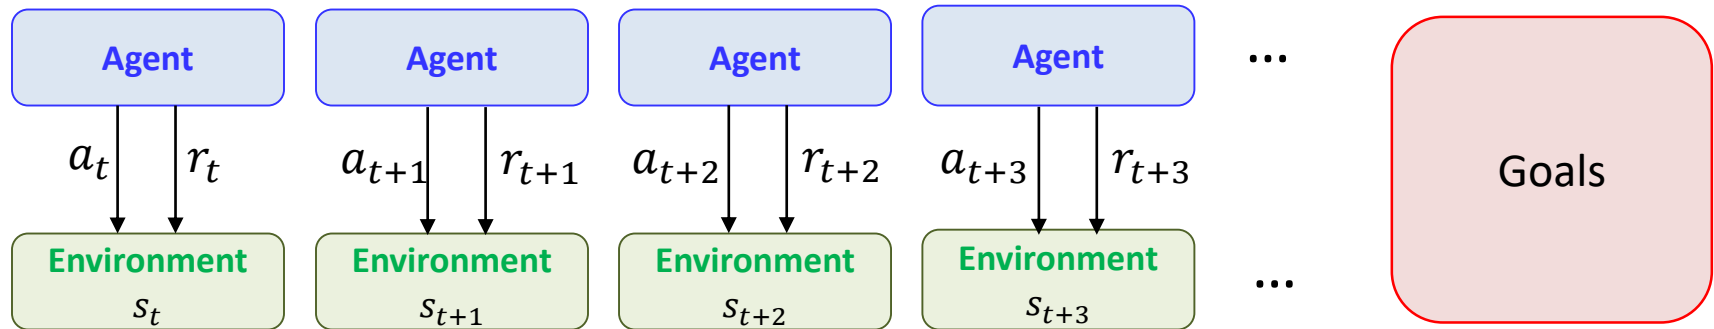 Agent Agent Agent Agent ...
a_t r_t a_{t+1} r_{t+1} a_{t+2} r_{t+2} a_{t+3} r_{t+3}
Goals
Environment Environment Environment Environment ...
s_t s_{t+1} s_{t+2} s_{t+3}